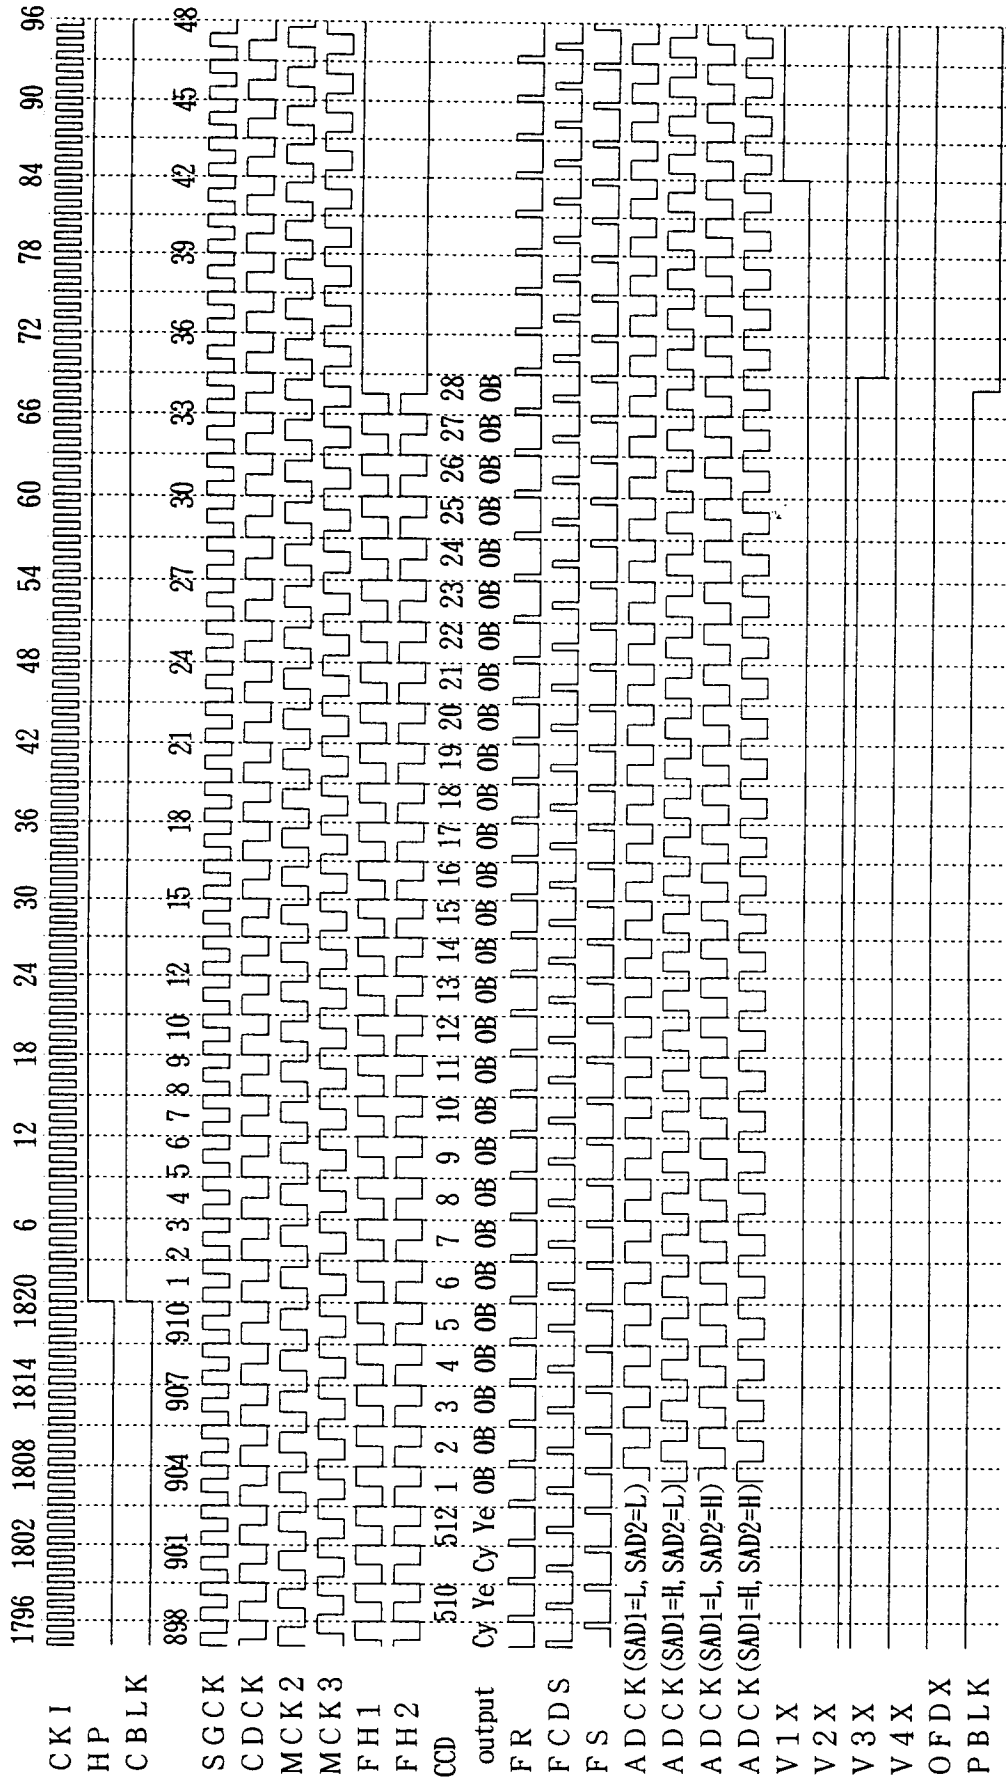 CKI 1796 1802 1808 1814 1820 6 12 18 24 30 36 42 48 54 60 66 72 78 84 90 96
HP
CBLK
898 901 904 907 910 1 2 3 4 5 6 7 8 9 10 12 15 18 21 24 27 30 33 36 39 42 45 48
SGCK
CDCK
MCK2
MCK3
FH1
FH2
CCD 510 512 1 2 3 4 5 6 7 8 9 10 11 12 13 14 15 16 17 18 19 20 21 22 23 24 25 26 27 28
output Cy Ye Cy Ye OB OB OB OB OB OB OB OB OB OB OB OB OB OB OB OB OB OB OB OB OB OB OB OB OB OB OB OB
FR
FCDS
FS
ADCK(SAD1=L, SAD2=L)
ADCK(SAD1=H, SAD2=L)
ADCK(SAD1=L, SAD2=H)
ADCK(SAD1=H, SAD2=H)
V1X
V2X
V3X
V4X
OFDX
PBLK